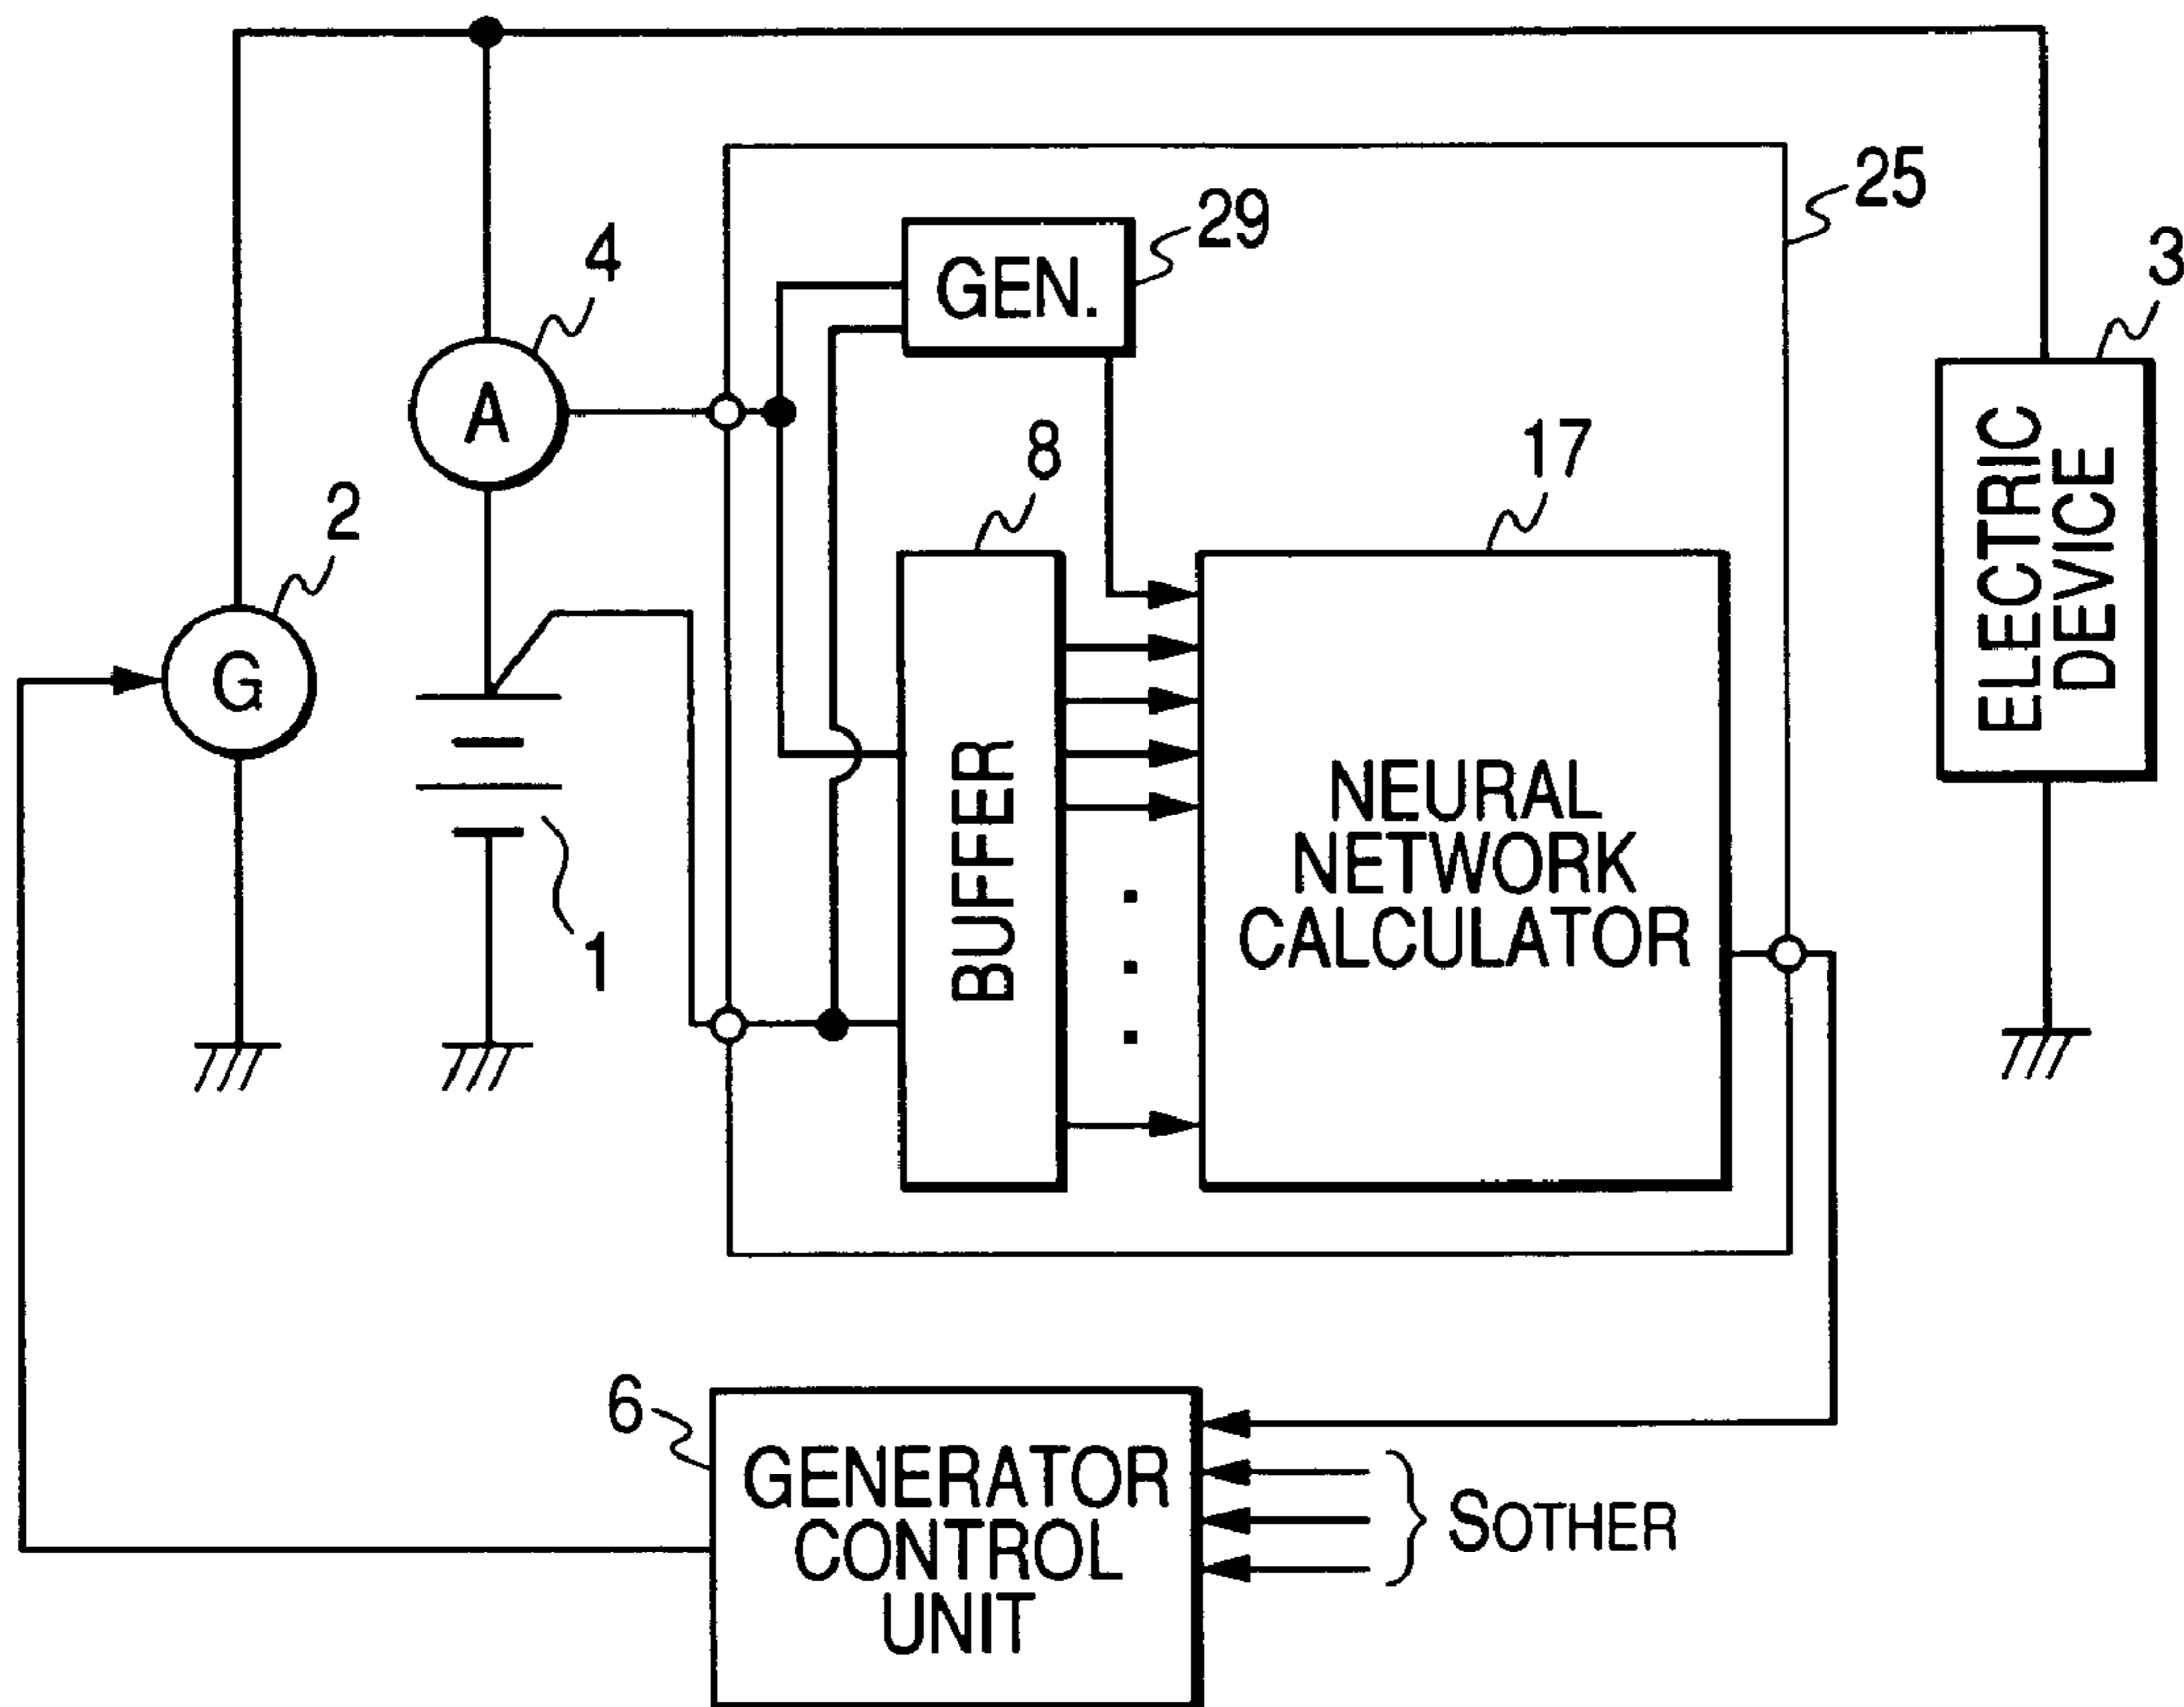 25
29
GEN.
4
3
A
8
17
ELECTRIC
DEVICE
2
G
BUFFER
NEURAL
NETWORK
CALCULATOR
1
6
GENERATOR
CONTROL
UNIT
SOTHER